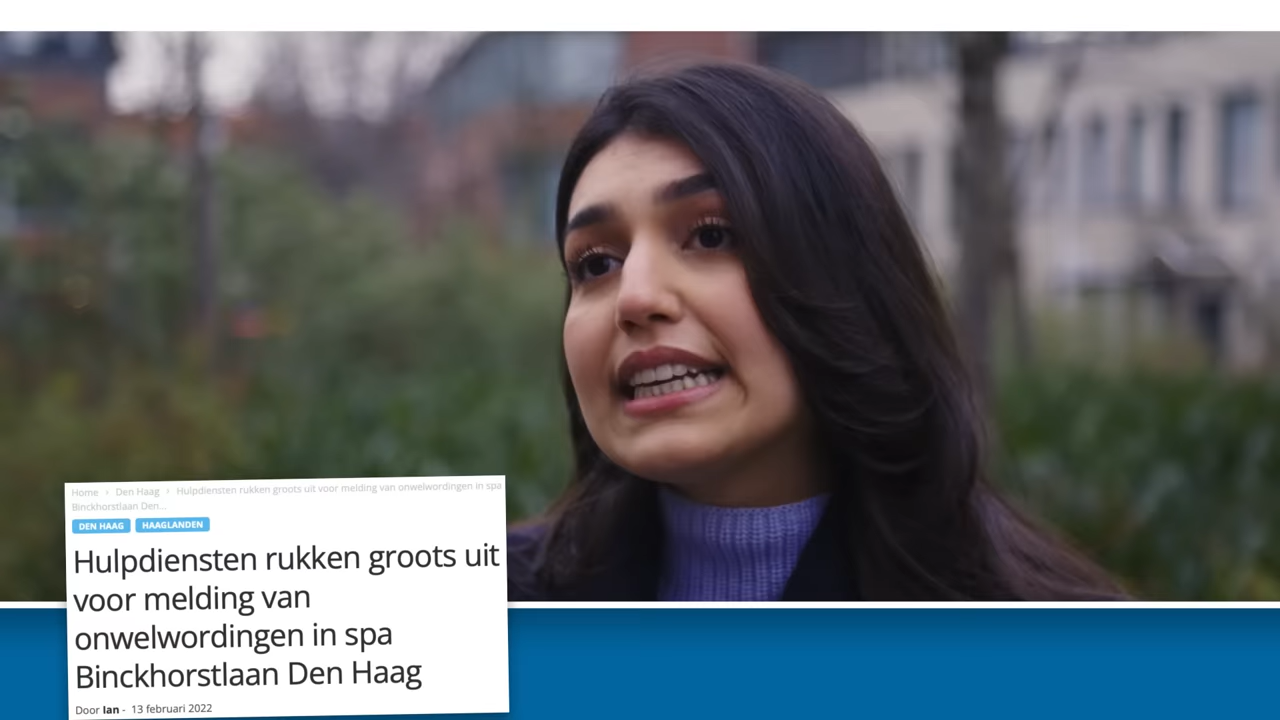 Home › Den Haag › Hulpdiensten rukken groots uit voor melding van onwelwordingen in spa
Binckhorstlaan Den...
DEN HAAG HAAGLANDEN
Hulpdiensten rukken groots uit
voor melding van
onwelwordingen in spa
Binckhorstlaan Den Haag
Door Ian - 13 februari 2022